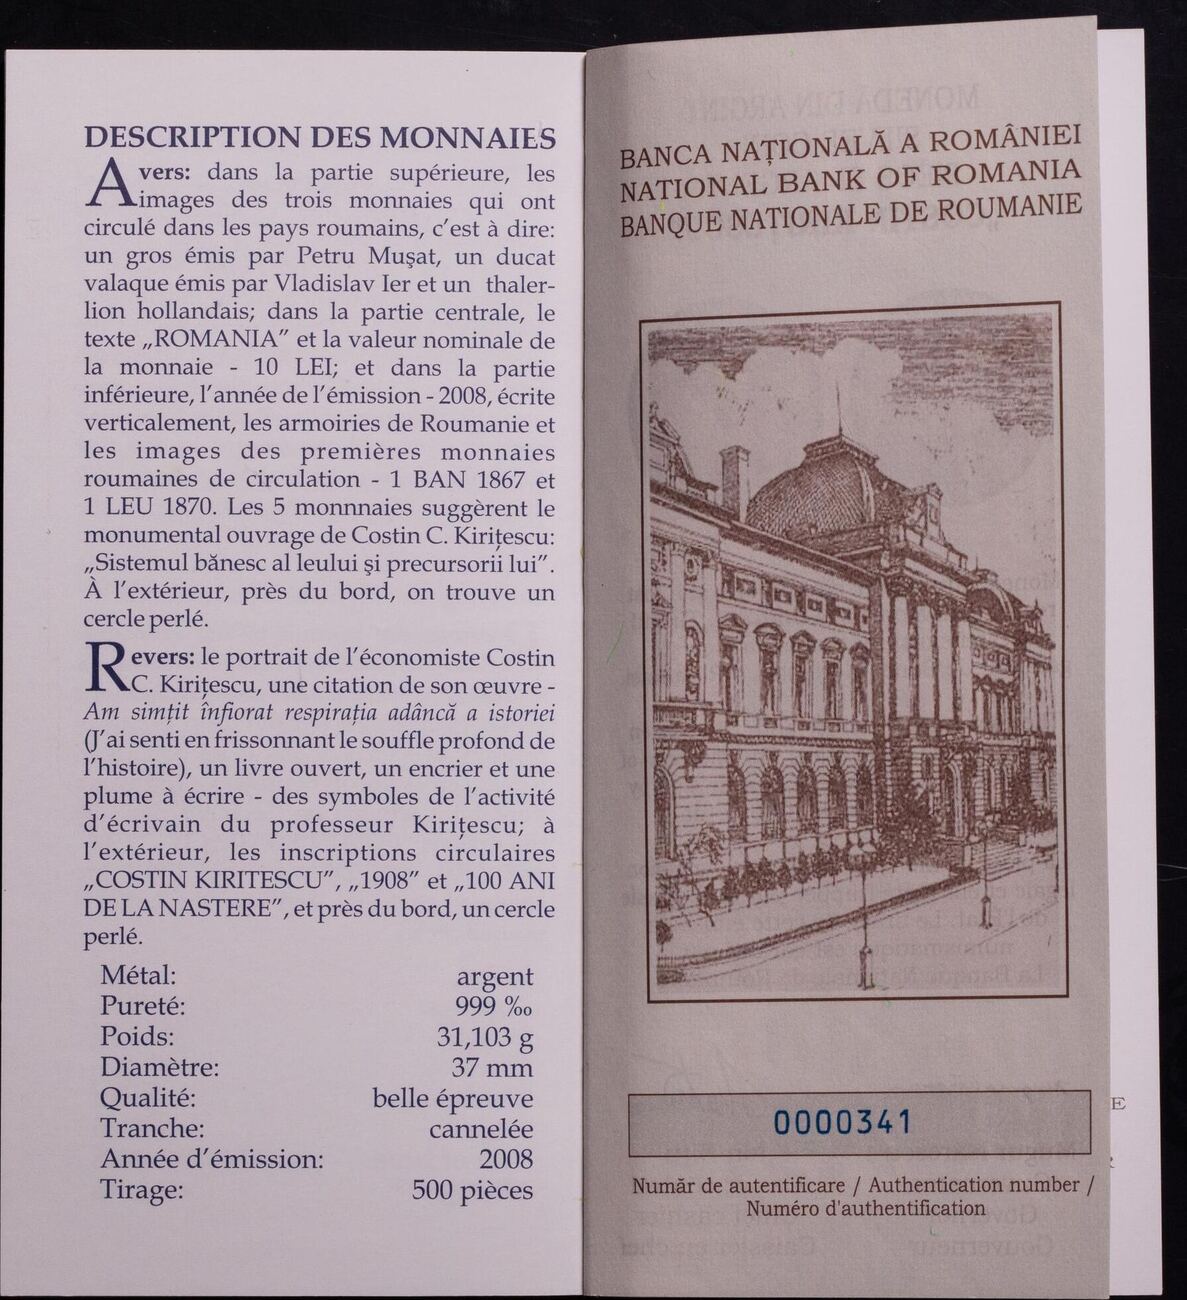 DESCRIPTION DES MONNAIES
Avers: dans la partie supérieure, les
images des trois monnaies qui ont
circulé dans les pays roumains, c'est à dire:
un gros émis par Petru Mușat, un ducat
valaque émis par Vladislav Ier et un thaler-
lion hollandais; dans la partie centrale, le
texte „ROMANIA” et la valeur nominale de
la monnaie - 10 LEI; et dans la partie
inférieure, l'année de l'émission - 2008, écrite
verticalement, les armoiries de Roumanie et
les images des premières monnaies
roumaines de circulation - 1 BAN 1867 et
1 LEU 1870. Les 5 monnnaies suggèrent le
monumental ouvrage de Costin C. Kirițescu:
„Sistemul bănesc al leului și precursorii lui”.
À l'extérieur, près du bord, on trouve un
cercle perlé.
Revers: le portrait de l'économiste Costin
C. Kirițescu, une citation de son œuvre -
Am simțit înfiorat respirația adâncă a istoriei
(J'ai senti en frissonnant le souffle profond de
l'histoire), un livre ouvert, un encrier et une
plume à écrire - des symboles de l'activité
d'écrivain du professeur Kirițescu; à
l'extérieur, les inscriptions circulaires
„COSTIN KIRITESCU”, „1908” et „100 ANI
DE LA NASTERE”, et près du bord, un cercle
perlé.
Métal: argent
Pureté: 999 ‰
Poids: 31,103 g
Diamètre: 37 mm
Qualité: belle épreuve
Tranche: cannelée
Année d'émission: 2008
Tirage: 500 pièces
BANCA NAȚIONALĂ A ROMÂNIEI
NATIONAL BANK OF ROMANIA
BANQUE NATIONALE DE ROUMANIE
0000341
Număr de autentificare / Authentication number /
Numéro d'authentification